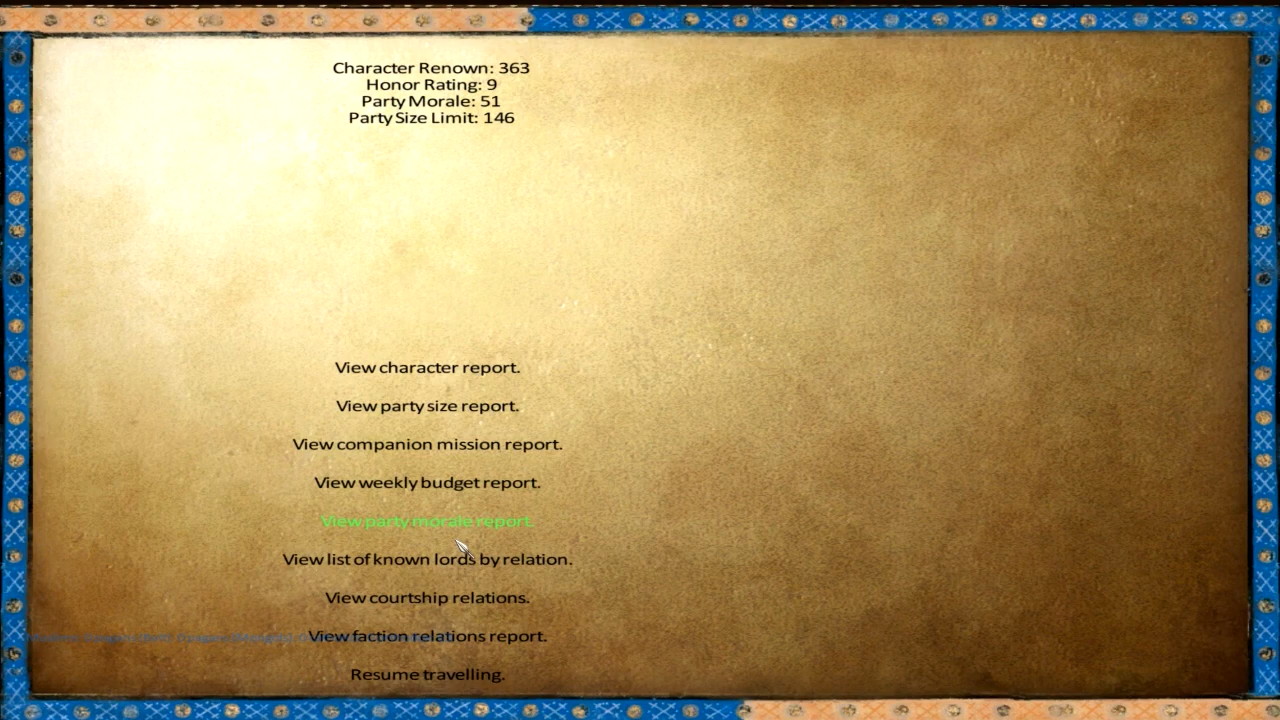 Character Renown: 363
Honor Rating: 9
Party Morale: 51
Party Size Limit: 146
View character report.
View party size report.
View companion mission report.
View weekly budget report.
View party morale report.
View list of known lords by relation.
View courtship relations.
View faction relations report.
Resume travelling.